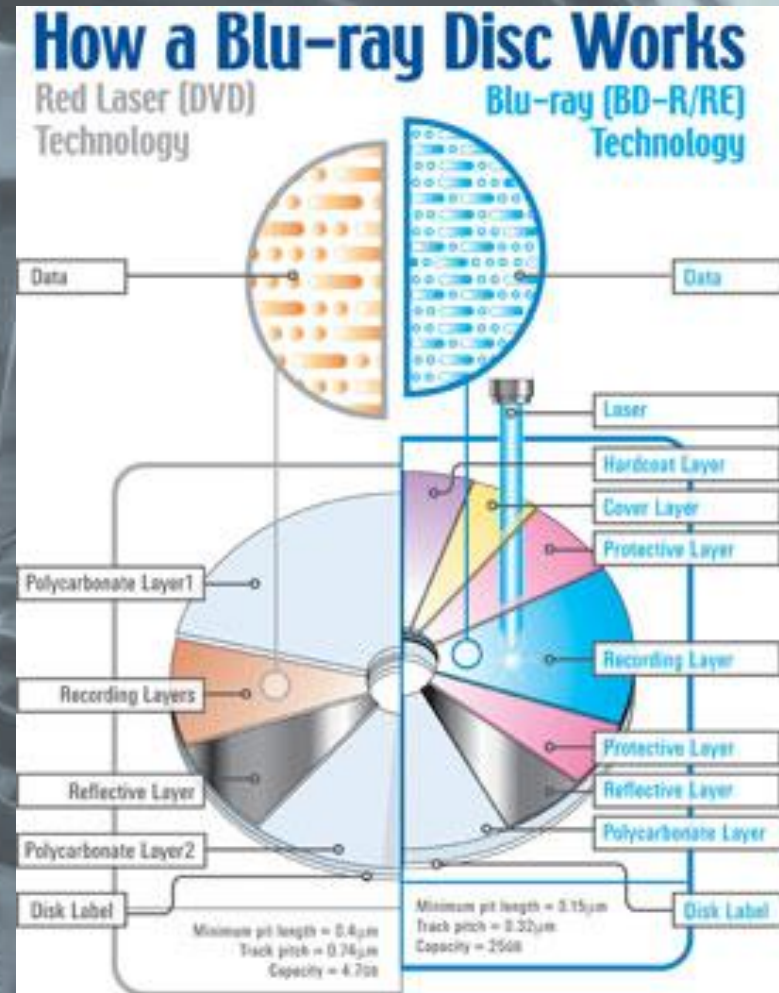 How a Blu-ray Disc Works
Red Laser (DVD)
Technology
Blu-ray (BD-R/RE)
Technology
Data
Data
Laser
Hardcoat Layer
Cover Layer
Protective Layer
Polycarbonate Layer1
Recording Layer
Recording Layers
Protective Layer
Reflective Layer
Reflective Layer
Polycarbonate Layer
Polycarbonate Layer2
Disk Label
Disk Label
Minimum pit length = 0.4µm
Track pitch = 0.74µm
Capacity = 4.7GB
Minimum pit length = 0.15µm
Track pitch = 0.32µm
Capacity = 25GB